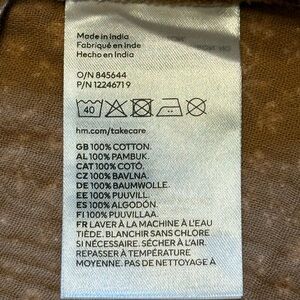 Made in India
Fabriqué en Inde
Hecho en India
O/N 845644
P/N 12246719
40
hm.com/takecare
GB 100% COTTON.
AL 100% PAMBUK.
CAT 100% COTÓ.
CZ 100% BAVLNA.
DE 100% BAUMWOLLE.
EE 100% PUUVILL.
ES 100% ALGODÓN.
FI 100% PUUVILLAA.
FR LAVER À LA MACHINE À L'EAU
TIÈDE. BLANCHIR SANS CHLORE
SI NÉCESSAIRE. SÉCHER À L'AIR.
REPASSER À TEMPÉRATURE
MOYENNE. PAS DE NETTOYAGE À